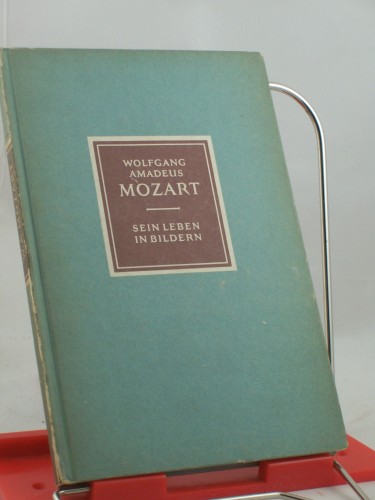 WOLFGANG
AMADEUS
MOZART
SEIN LEBEN
IN BILDERN